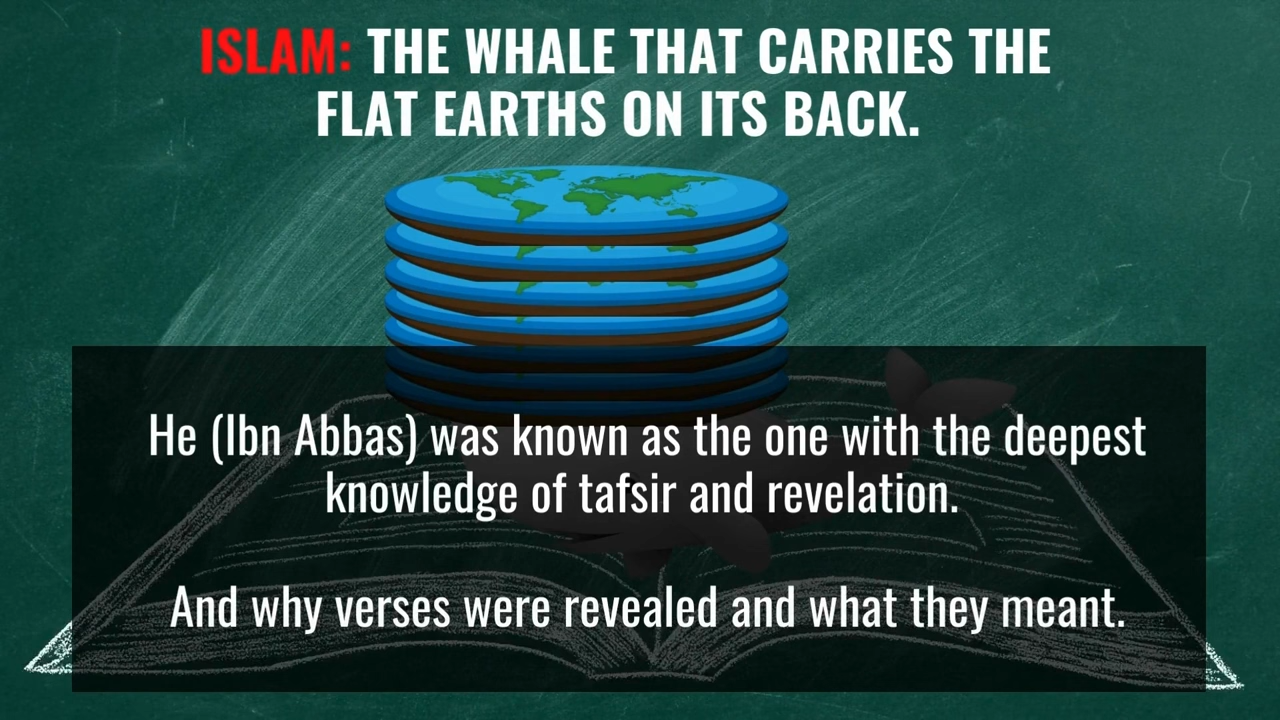 ISLAM: THE WHALE THAT CARRIES THE
FLAT EARTHS ON ITS BACK.
He (Ibn Abbas) was known as the one with the deepest
knowledge of tafsir and revelation.
And why verses were revealed and what they meant.